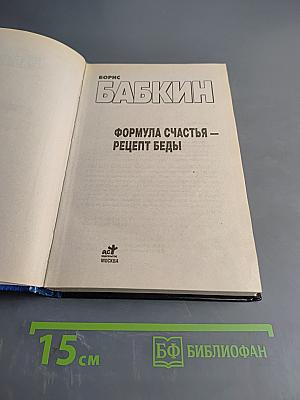 БОРИС
БАБКИН
ФОРМУЛА СЧАСТЬЯ —
РЕЦЕПТ БЕДЫ
АСТ
МОСКВА
15 см
БФ БИБЛИОФАН